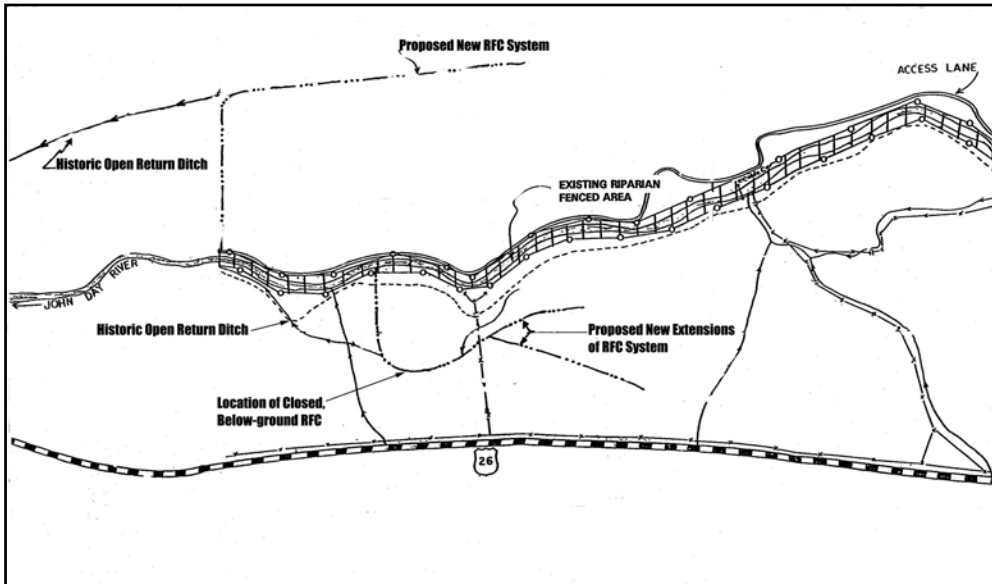 Proposed New RFC System
ACCESS LANE
Historic Open Return Ditch
EXISTING RIPARIAN
FENCED AREA
JOHN DAY RIVER
Historic Open Return Ditch
Proposed New Extensions
of RFC System
Location of Closed,
Below-ground RFC
26